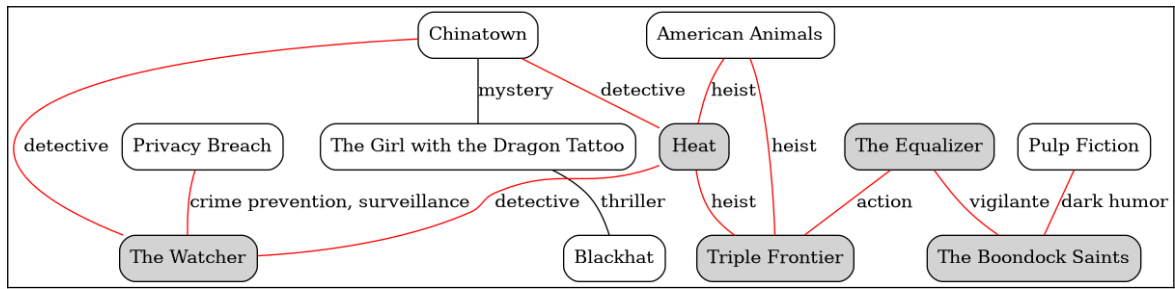 Chinatown
American Animals
mystery
detective
heist
detective
Privacy Breach
The Girl with the Dragon Tattoo
Heat
heist
The Equalizer
Pulp Fiction
crime prevention, surveillance
detective
thriller
heist
action
vigilante
dark humor
The Watcher
Blackhat
Triple Frontier
The Boondock Saints